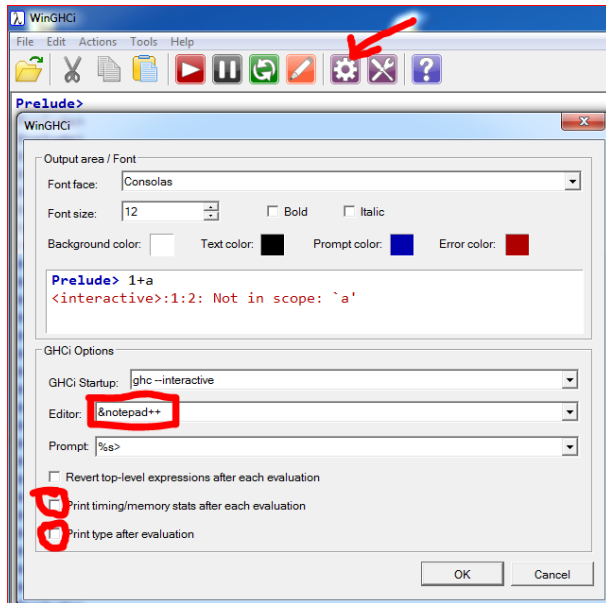 WinGHCi
File Edit Actions Tools Help
Prelude>
WinGHCi
Output area / Font
Font face: Consolas
Font size: 12 Bold Italic
Background color: Text color: Prompt color: Error color:
Prelude> 1+a
<interactive>:1:2: Not in scope: `a'
GHCi Options
GHCi Startup: ghc --interactive
Editor: &notepad++
Prompt: %s>
Revert top-level expressions after each evaluation
Print timing/memory stats after each evaluation
Print type after evaluation
OK Cancel